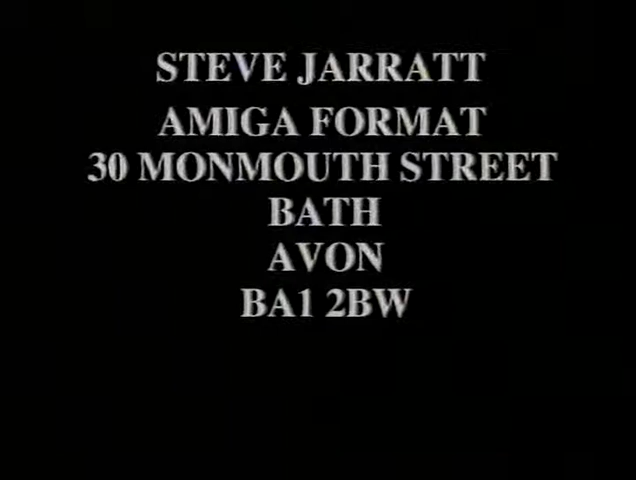 STEVE JARRATT
AMIGA FORMAT
30 MONMOUTH STREET
BATH
AVON
BA1 2BW